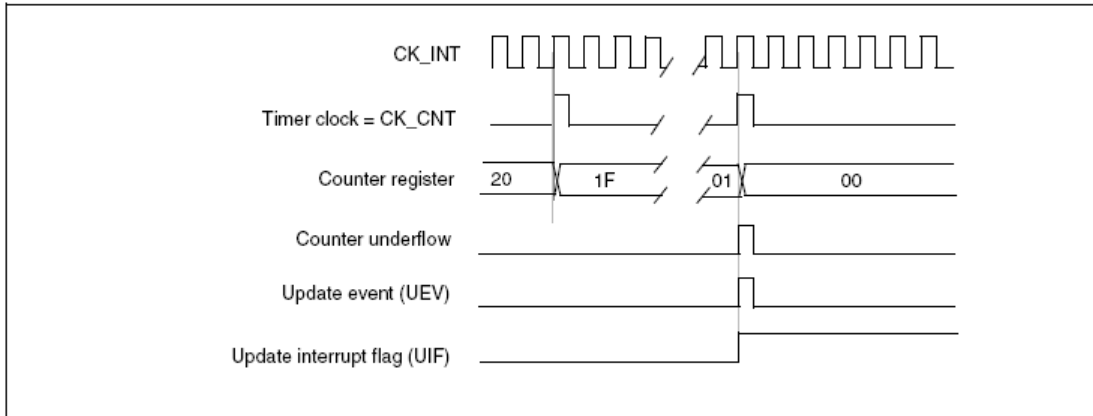 CK_INT
Timer clock = CK_CNT
Counter register 20 1F 01 00
Counter underflow
Update event (UEV)
Update interrupt flag (UIF)